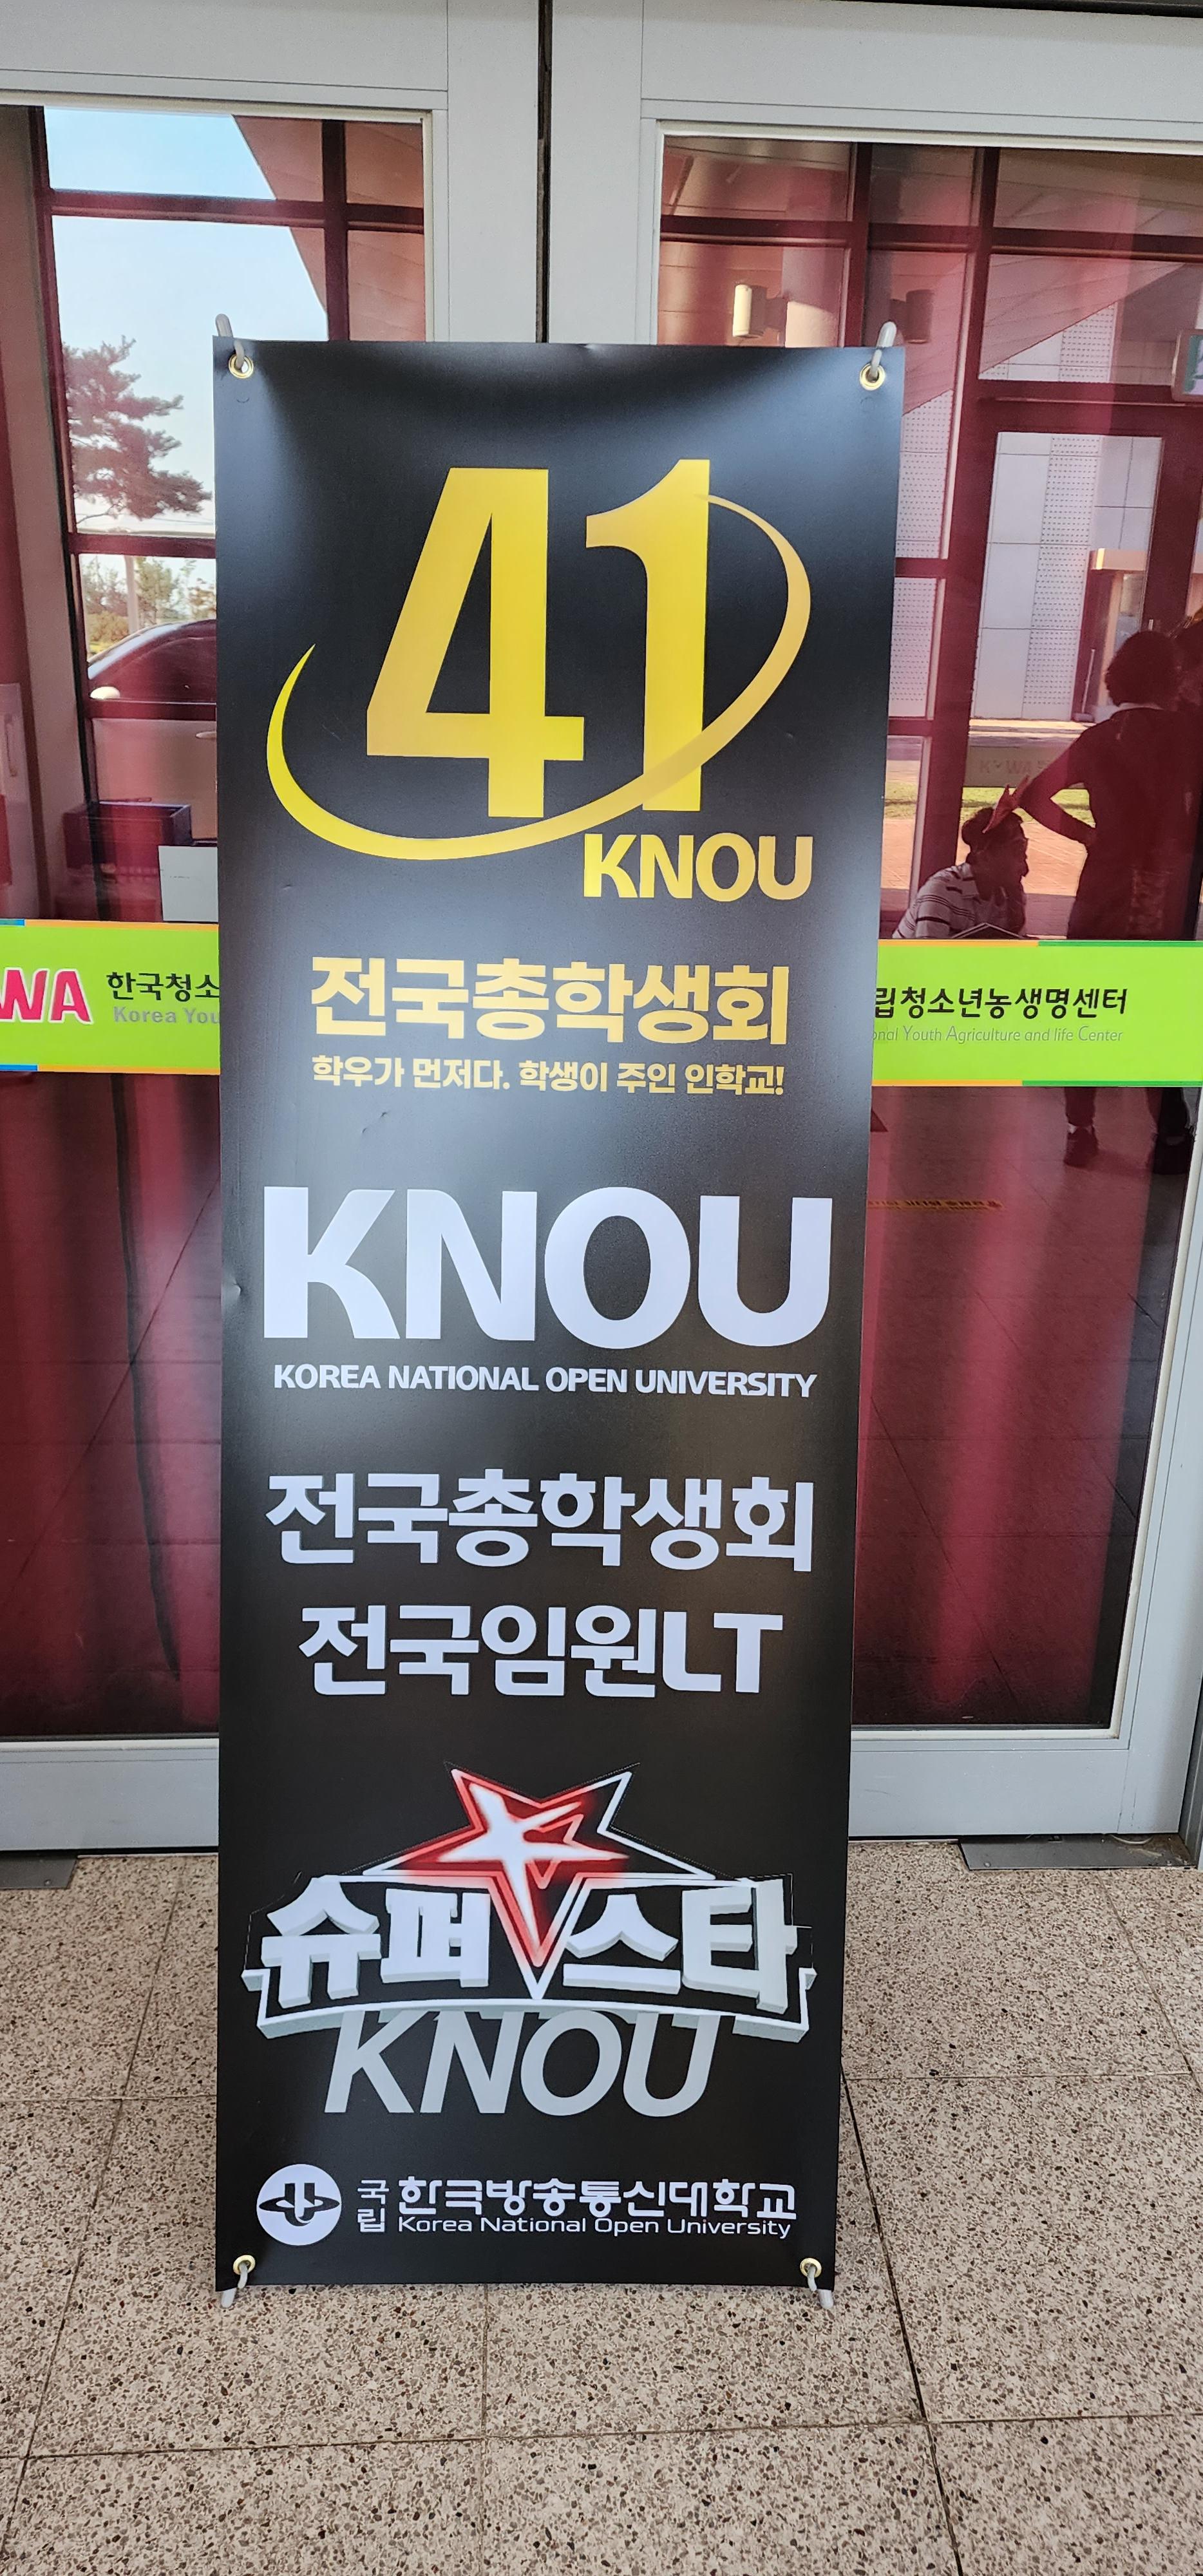 41
KNOU
전국총학생회
학우가 먼저다. 학생이 주인 인학교!
WA 한국청소
Korea You
립청소년농생명센터
onal Youth Agriculture and life Center
KNOU
KOREA NATIONAL OPEN UNIVERSITY
전국총학생회
전국임원LT
슈퍼스타
KNOU
국립 한국방송통신대학교
Korea National Open University